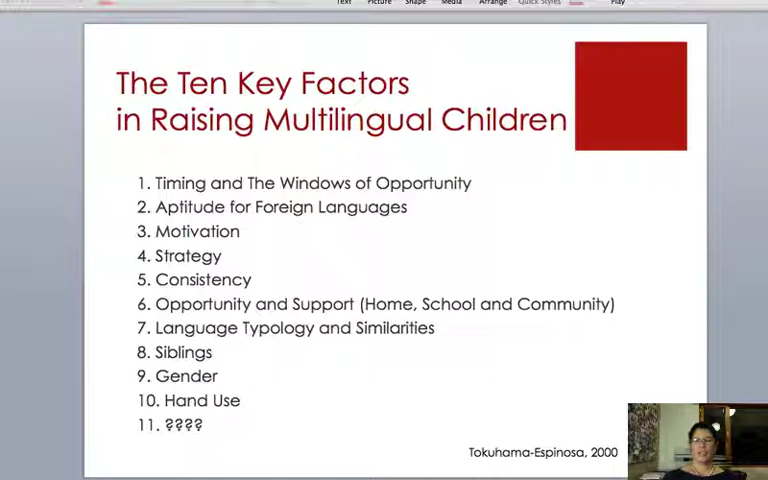 Text Picture Shape Media Arrange Quick Styles Play
The Ten Key Factors
in Raising Multilingual Children
1. Timing and The Windows of Opportunity
2. Aptitude for Foreign Languages
3. Motivation
4. Strategy
5. Consistency
6. Opportunity and Support (Home, School and Community)
7. Language Typology and Similarities
8. Siblings
9. Gender
10. Hand Use
11. ????
Tokuhama-Espinosa, 2000